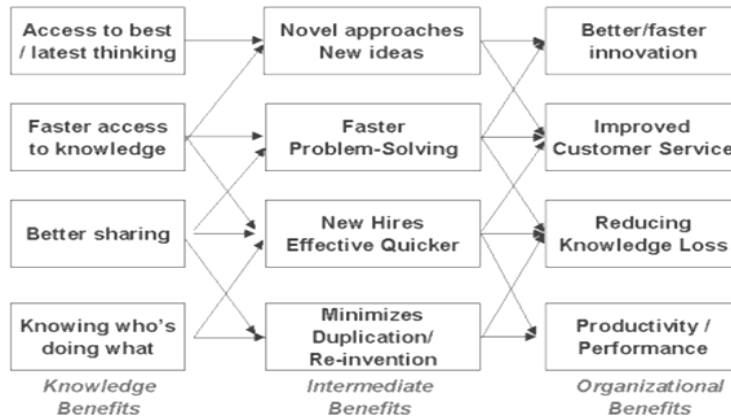 Access to best
/ latest thinking
Novel approaches
New ideas
Better/faster
innovation
Faster access
to knowledge
Faster
Problem-Solving
Improved
Customer Service
Better sharing
New Hires
Effective Quicker
Reducing
Knowledge Loss
Knowing who's
doing what
Minimizes
Duplication/
Re-invention
Productivity /
Performance
Knowledge
Benefits
Intermediate
Benefits
Organizational
Benefits